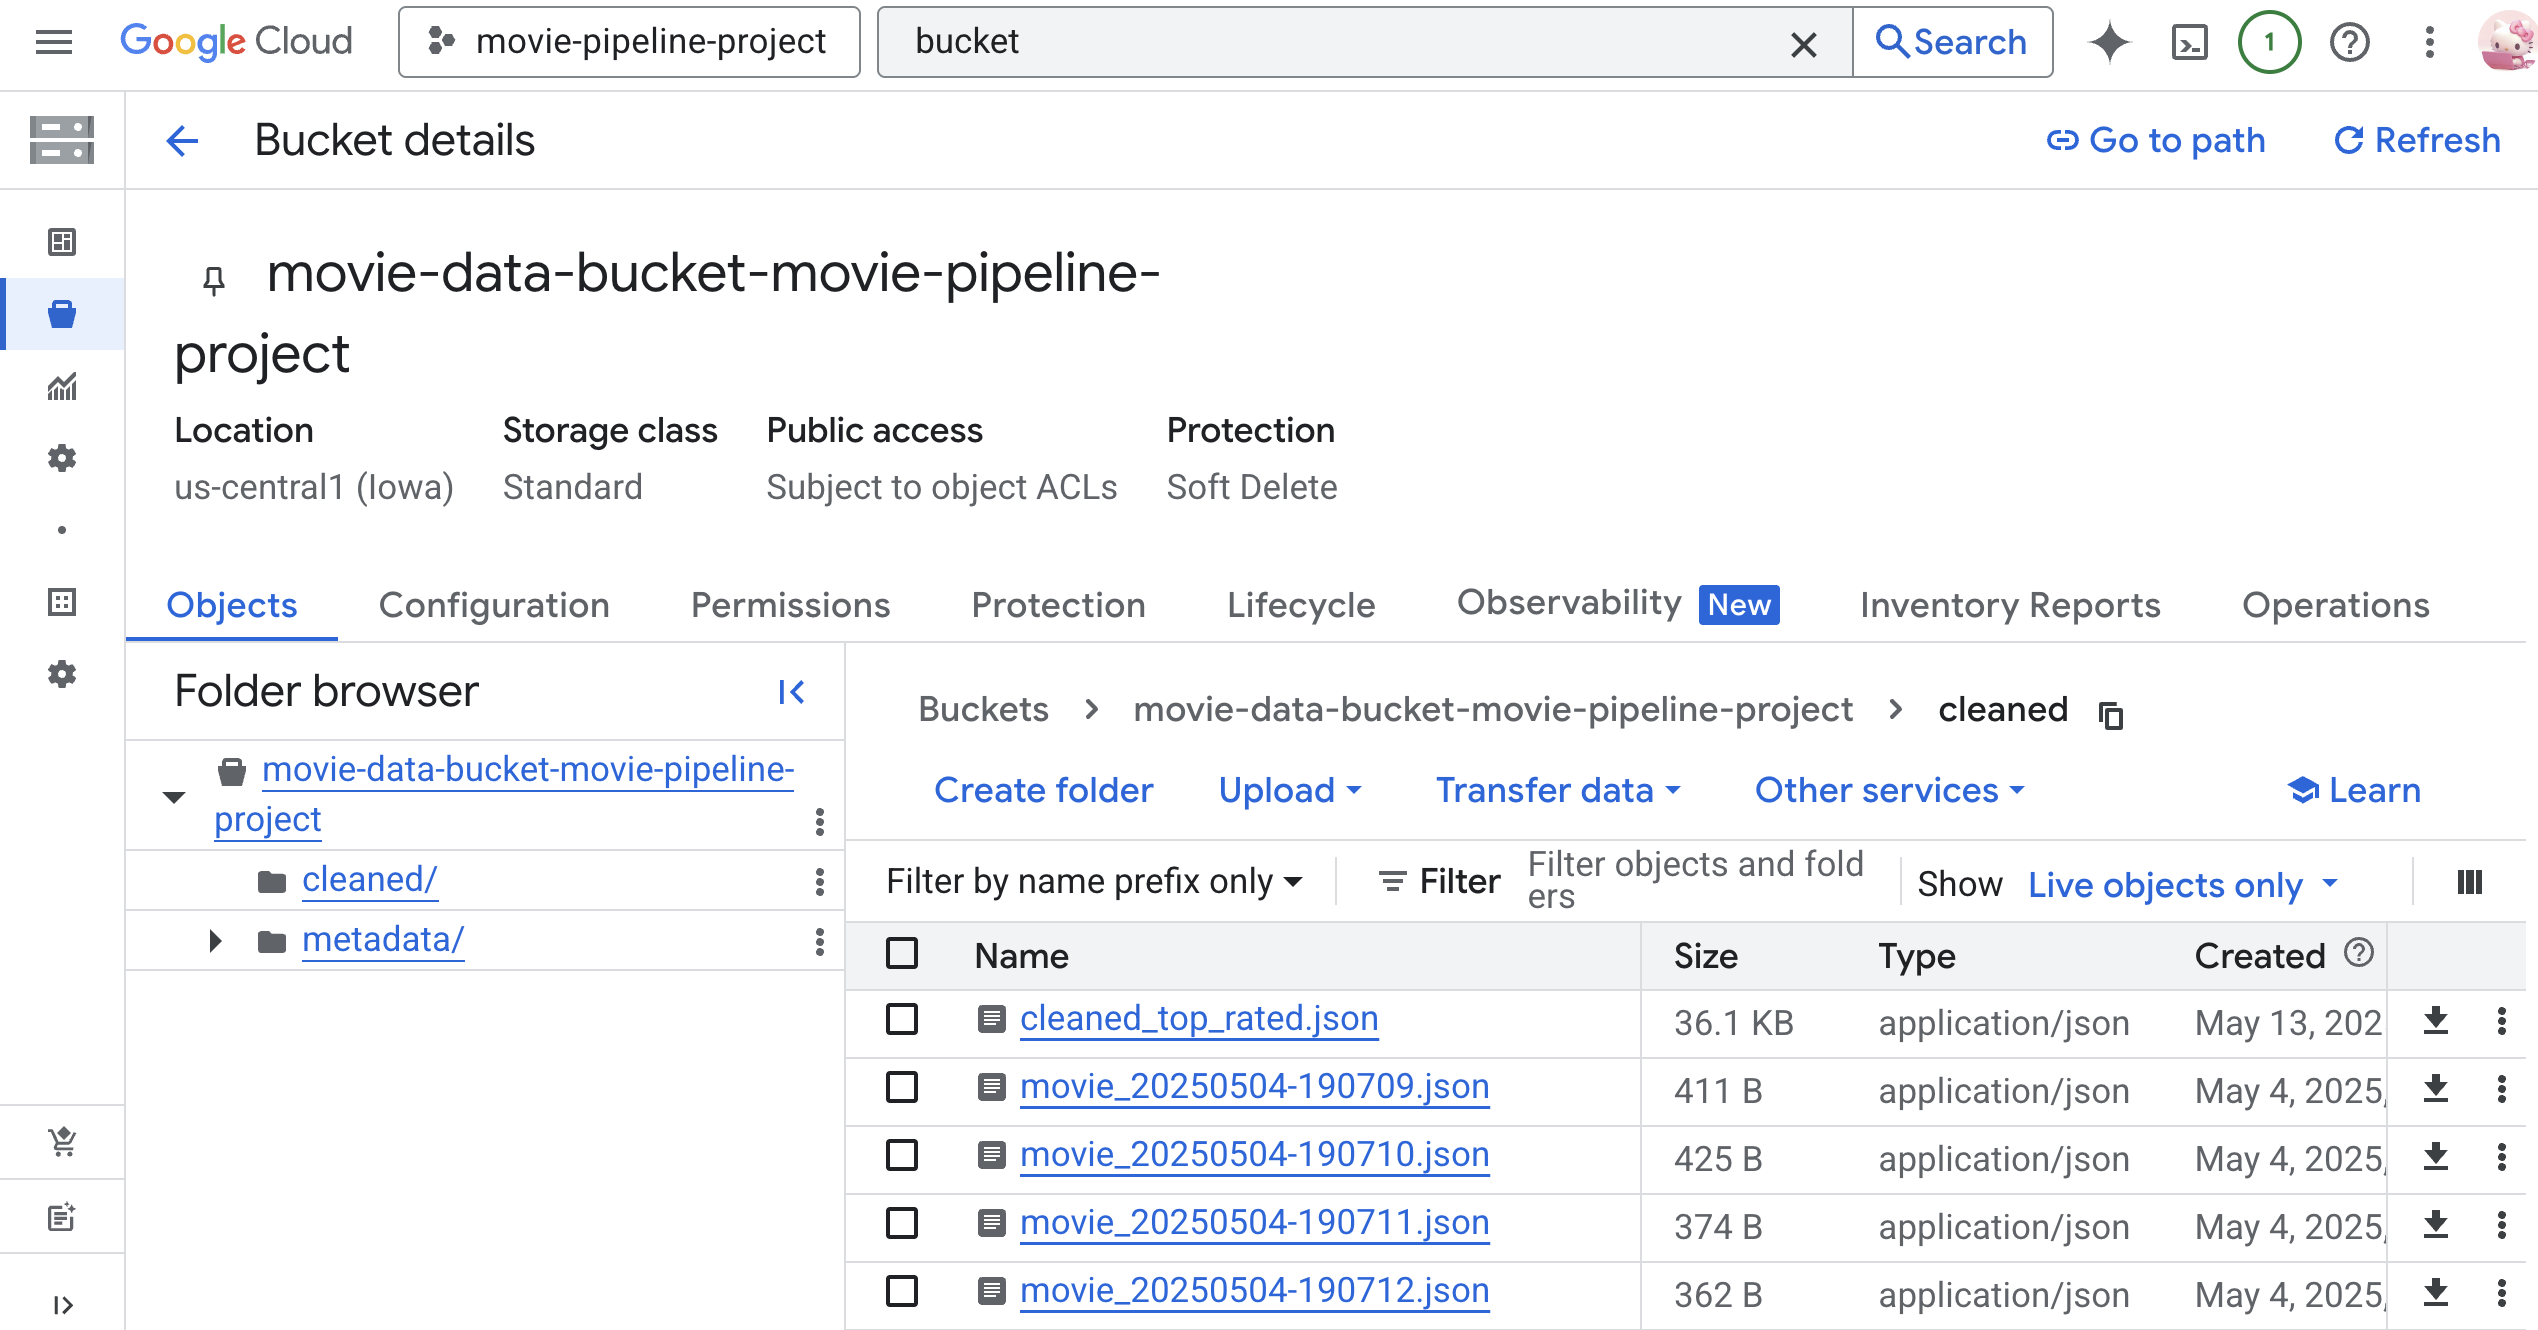 Google Cloud
movie-pipeline-project
bucket
Search
1
Bucket details
Go to path
Refresh
movie-data-bucket-movie-pipeline-
project
Location
Storage class
Public access
Protection
us-central1 (Iowa)
Standard
Subject to object ACLs
Soft Delete
Objects
Configuration
Permissions
Protection
Lifecycle
Observability New
Inventory Reports
Operations
Folder browser
movie-data-bucket-movie-pipeline-
project
cleaned/
metadata/
Buckets
movie-data-bucket-movie-pipeline-project
cleaned
Create folder
Upload
Transfer data
Other services
Learn
Filter by name prefix only
Filter
Filter objects and fold
ers
Show
Live objects only
Name Size Type Created
cleaned_top_rated.json 36.1 KB application/json May 13, 202
movie_20250504-190709.json 411 B application/json May 4, 2025,
movie_20250504-190710.json 425 B application/json May 4, 2025,
movie_20250504-190711.json 374 B application/json May 4, 2025,
movie_20250504-190712.json 362 B application/json May 4, 2025,